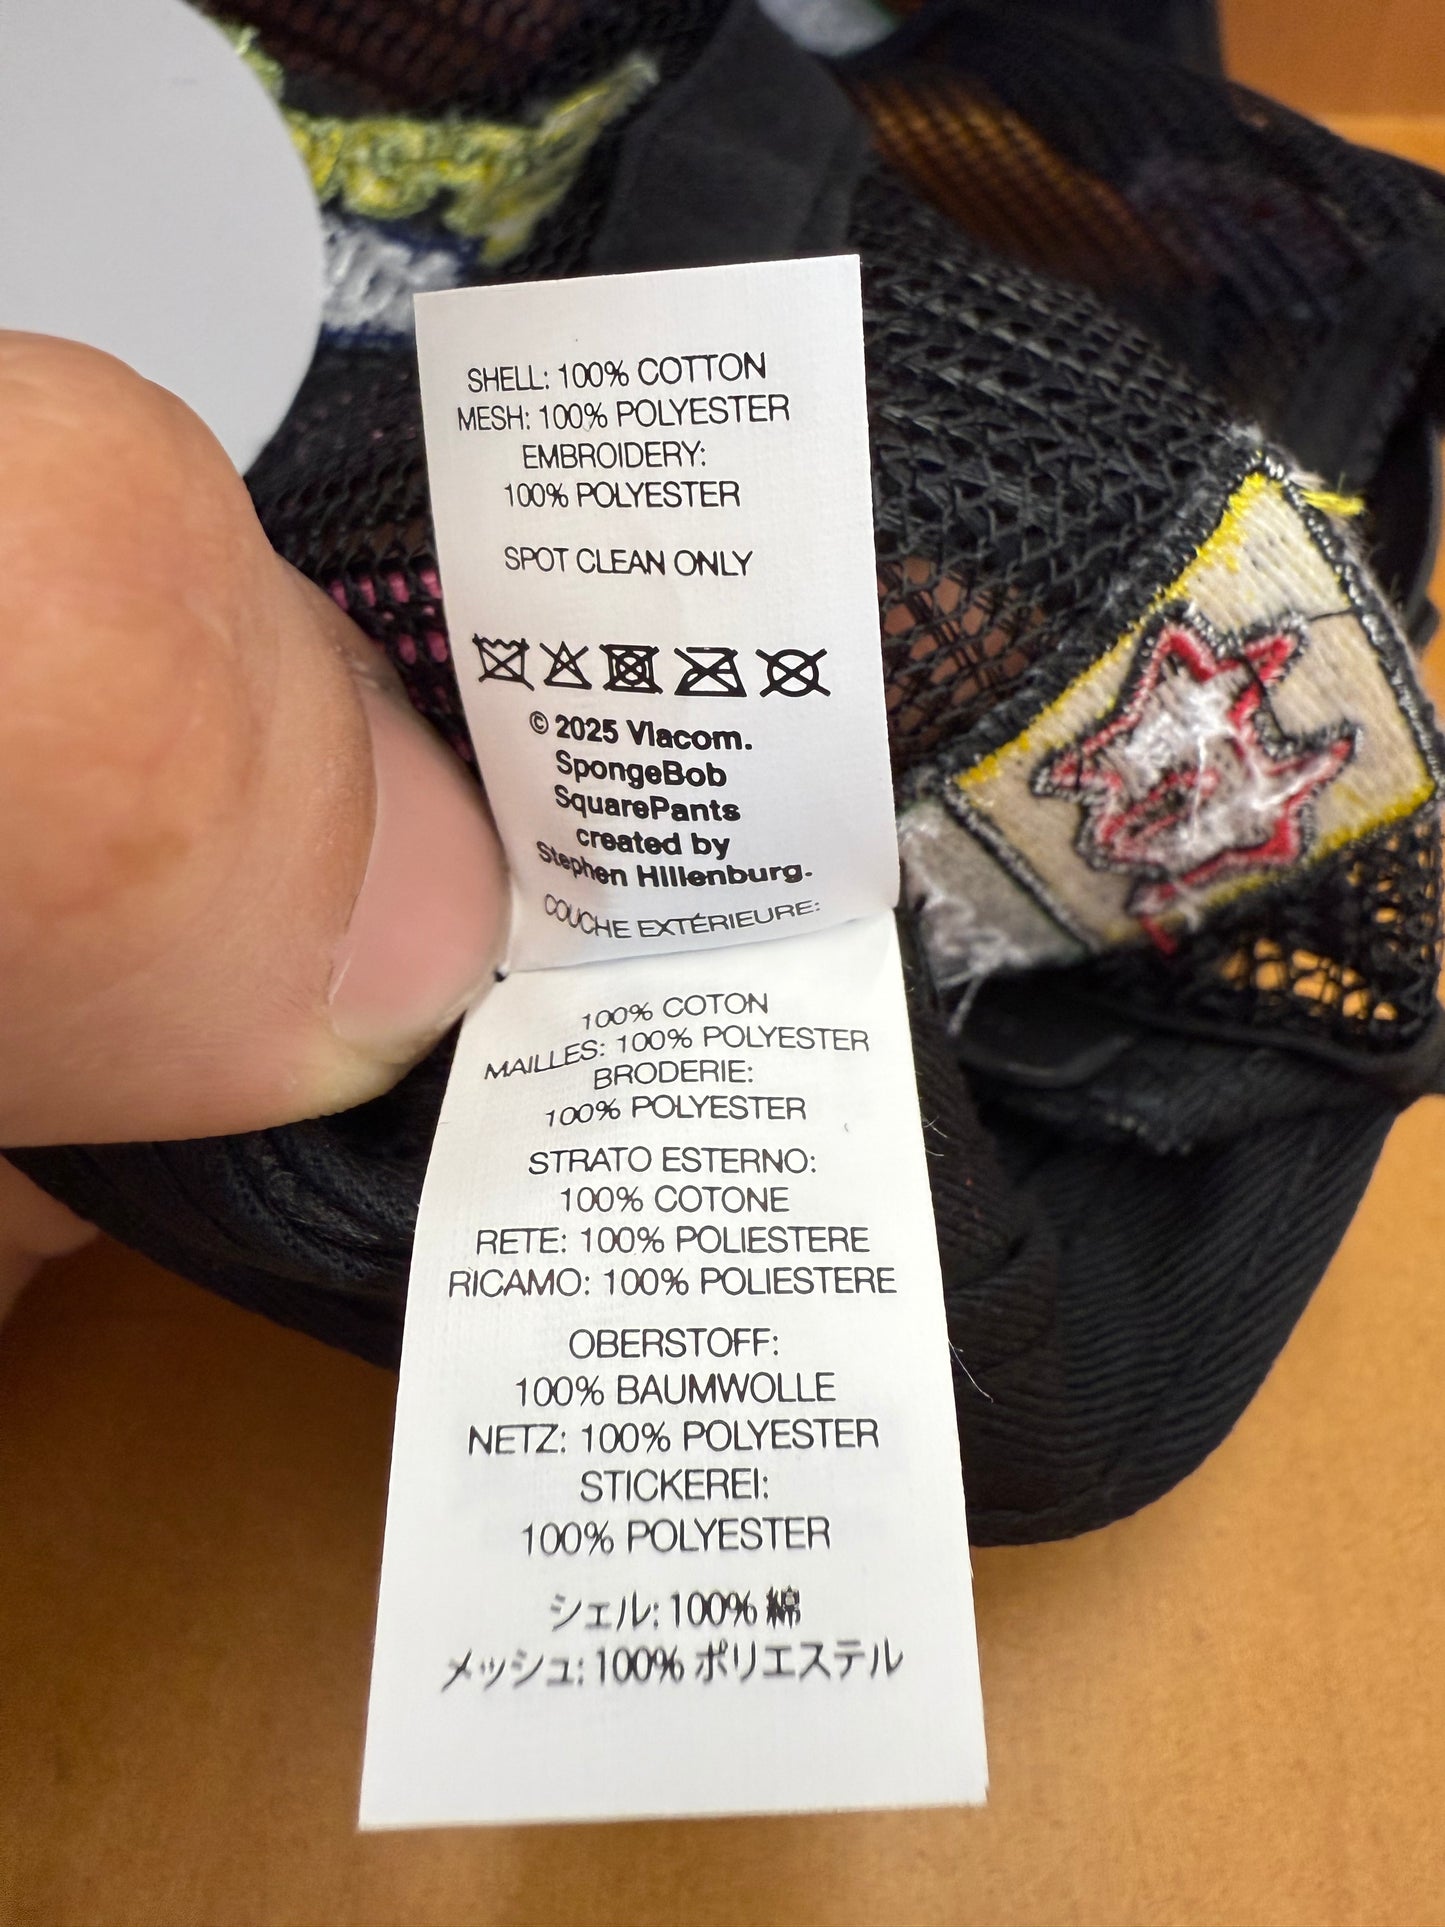 SHELL: 100% COTTON
MESH: 100% POLYESTER
EMBROIDERY:
100% POLYESTER
SPOT CLEAN ONLY
© 2025 Viacom.
SpongeBob
SquarePants
created by
Stephen Hillenburg.
COUCHE EXTÉRIEURE:
100% COTON
MAILLES: 100% POLYESTER
BRODERIE:
100% POLYESTER
STRATO ESTERNO:
100% COTONE
RETE: 100% POLIESTERE
RICAMO: 100% POLIESTERE
OBERSTOFF:
100% BAUMWOLLE
NETZ: 100% POLYESTER
STICKEREI:
100% POLYESTER
シェル: 100% 綿
メッシュ: 100% ポリエステル